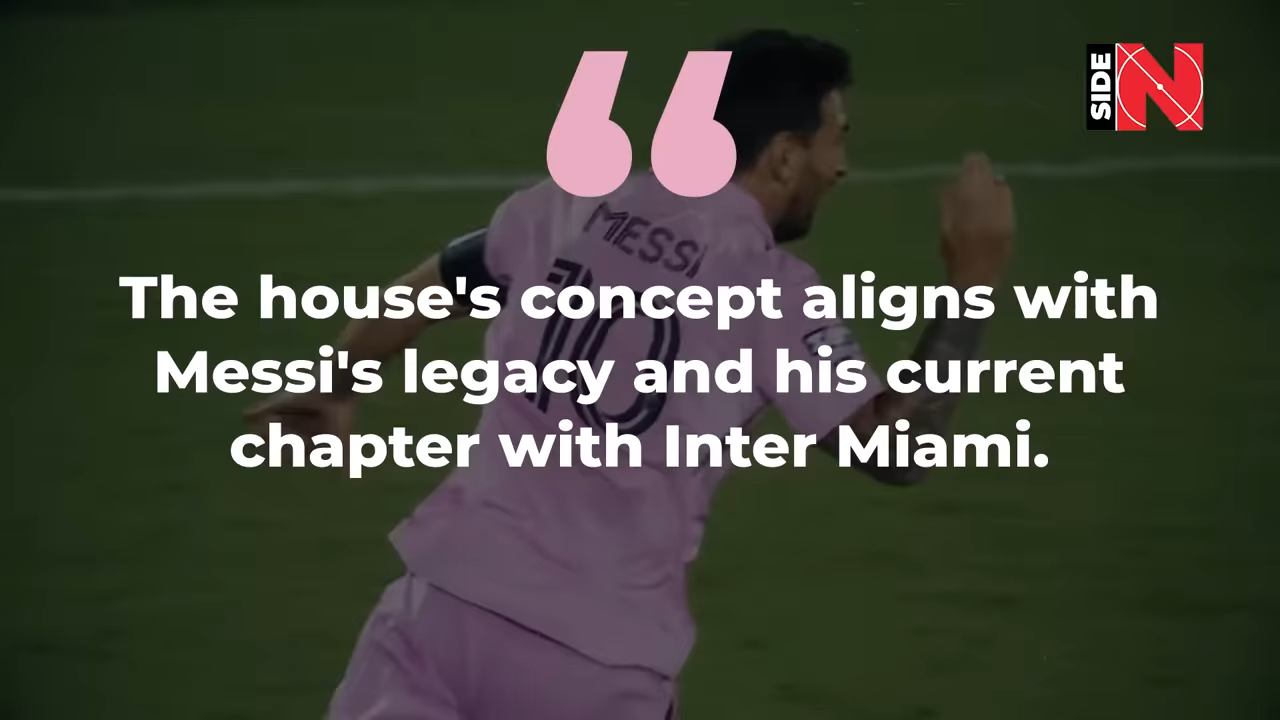 SIDE N
MESSI
10
The house's concept aligns with
Messi's legacy and his current
chapter with Inter Miami.